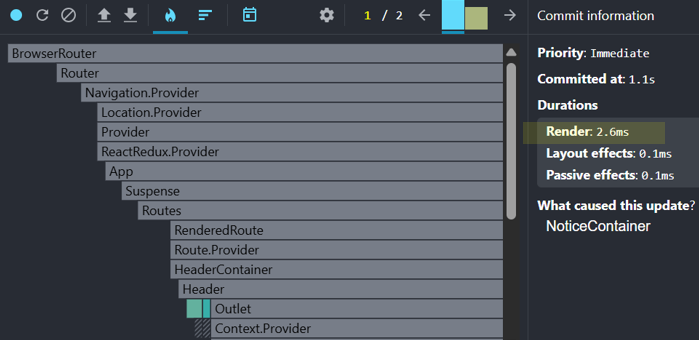 1 / 2
BrowserRouter
Router
Navigation.Provider
Location.Provider
Provider
ReactRedux.Provider
App
Suspense
Routes
RenderedRoute
Route.Provider
HeaderContainer
Header
Outlet
Context.Provider
Commit information
Priority: Immediate
Committed at: 1.1s
Durations
Render: 2.6ms
Layout effects: 0.1ms
Passive effects: 0.1ms
What caused this update?
NoticeContainer